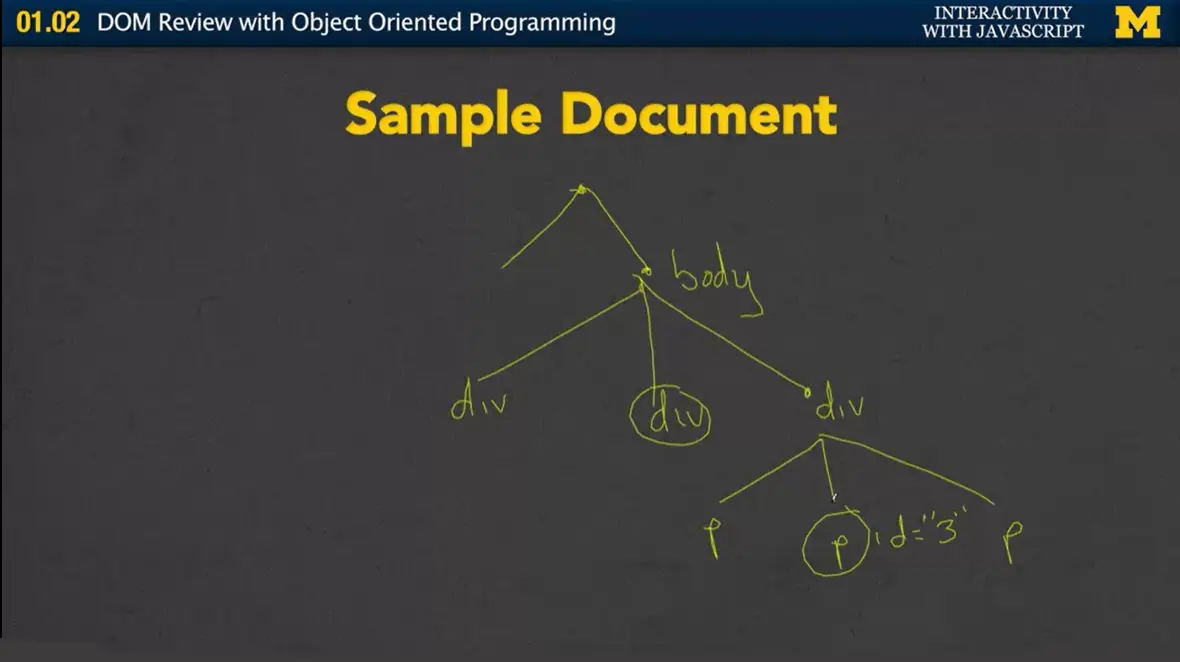 01.02 DOM Review with Object Oriented Programming
INTERACTIVITY
WITH JAVASCRIPT
M
Sample Document
body
div div div
p p id="3" p